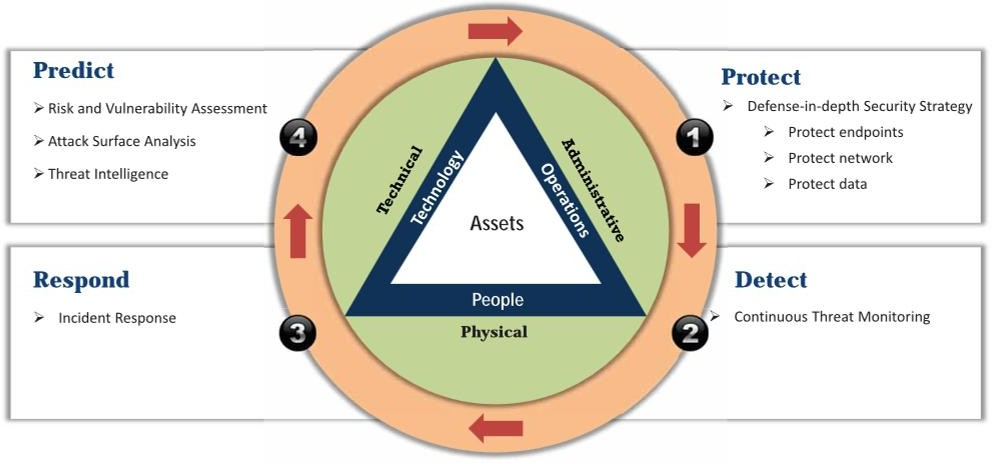 Predict
➢ Risk and Vulnerability Assessment
➢ Attack Surface Analysis
➢ Threat Intelligence
4
Protect
➢ Defense-in-depth Security Strategy
➢ Protect endpoints
➢ Protect network
➢ Protect data
1
Technical
Technology
Administrative
Operations
Assets
People
Physical
Respond
➢ Incident Response
3
Detect
➢ Continuous Threat Monitoring
2